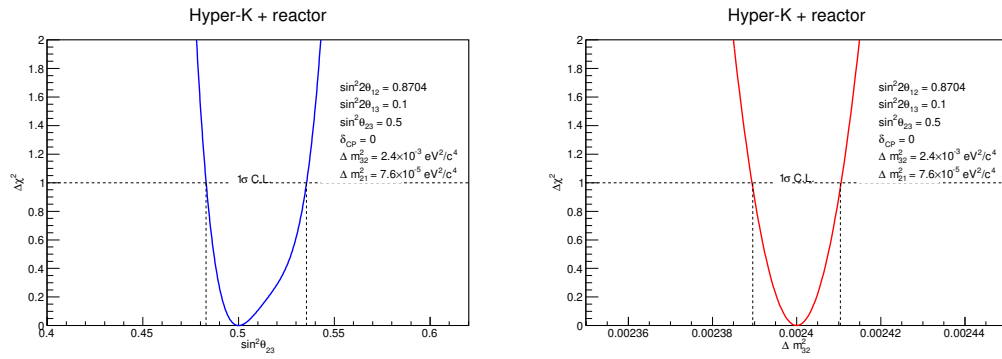 Hyper-K + reactor
2
1.8
1.6
1.4
1.2
1
0.8
0.6
0.4
0.2
0
Δχ²
sin²2θ₁₂ = 0.8704
sin²2θ₁₃ = 0.1
sin²θ₂₃ = 0.5
δCP = 0
Δ m²₃₂ = 2.4×10⁻³ eV²/c⁴
Δ m²₂₁ = 7.6×10⁻⁵ eV²/c⁴
1σ C.L.
0.4 0.45 0.5 0.55 0.6
sin²θ₂₃
Hyper-K + reactor
2
1.8
1.6
1.4
1.2
1
0.8
0.6
0.4
0.2
0
Δχ²
sin²2θ₁₂ = 0.8704
sin²2θ₁₃ = 0.1
sin²θ₂₃ = 0.5
δCP = 0
Δ m²₃₂ = 2.4×10⁻³ eV²/c⁴
Δ m²₂₁ = 7.6×10⁻⁵ eV²/c⁴
1σ C.L.
0.00236 0.00238 0.0024 0.00242 0.00244
Δ m²₃₂